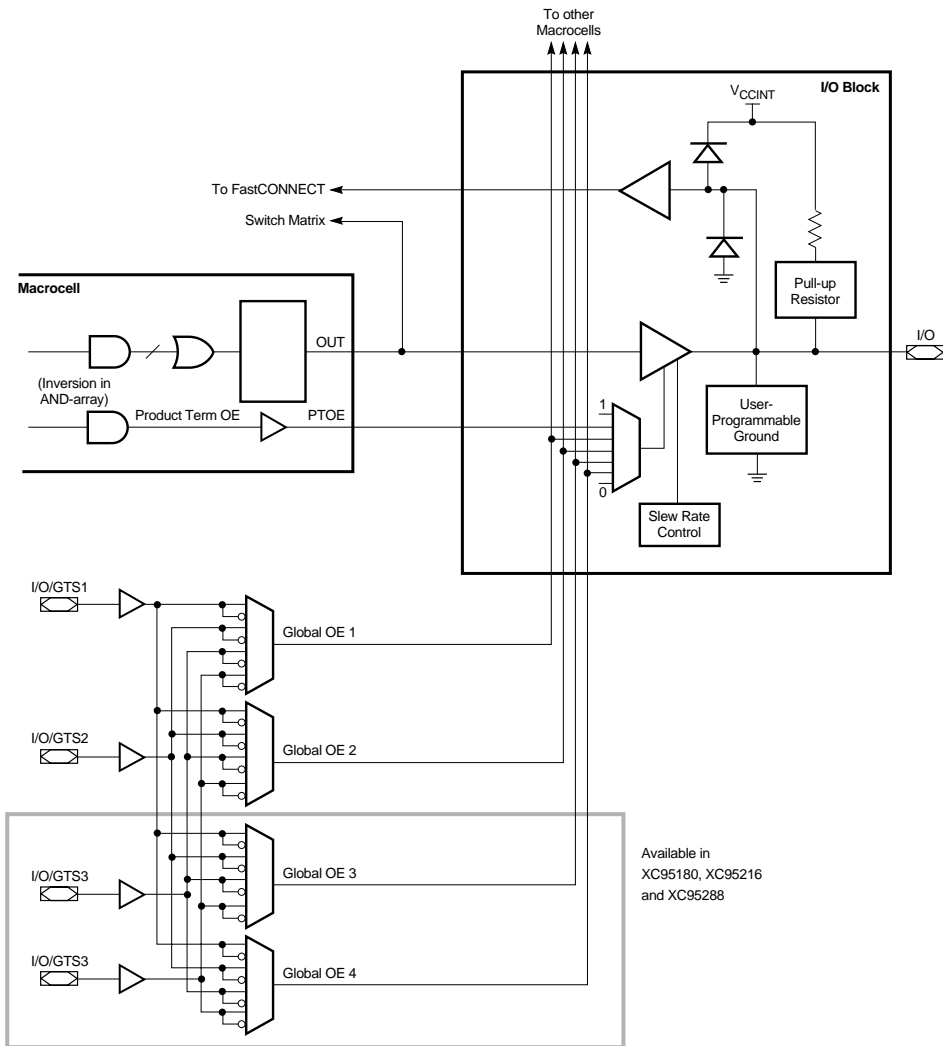 To other
Macrocells
I/O Block
VCCINT
To FastCONNECT
Switch Matrix
Pull-up
Resistor
Macrocell
OUT
I/O
(Inversion in
AND-array)
Product Term OE
PTOE
1
0
User-
Programmable
Ground
Slew Rate
Control
I/O/GTS1
Global OE 1
I/O/GTS2
Global OE 2
I/O/GTS3
Global OE 3
Available in
XC95180, XC95216
and XC95288
I/O/GTS3
Global OE 4